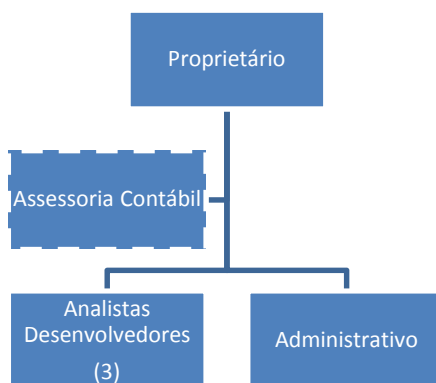 Proprietário
Assessoria Contábil
Analistas
Desenvolvedores
(3)
Administrativo